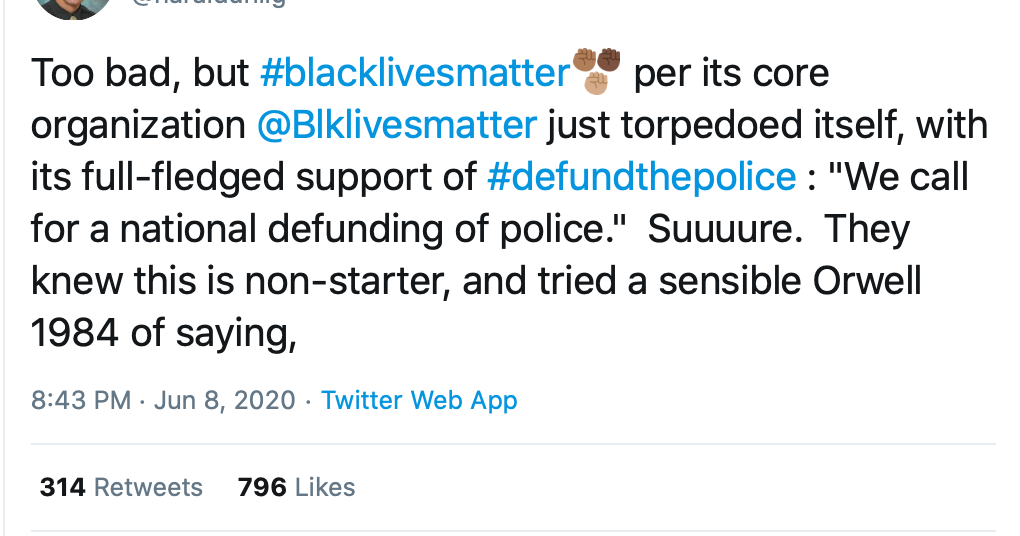 Too bad, but #blacklivesmatter✊🏾✊🏿✊🏽 per its core
organization @Blklivesmatter just torpedoed itself, with
its full-fledged support of #defundthepolice : "We call
for a national defunding of police."  Suuuure.  They
knew this is non-starter, and tried a sensible Orwell
1984 of saying,
8:43 PM · Jun 8, 2020 · Twitter Web App
314 Retweets 796 Likes